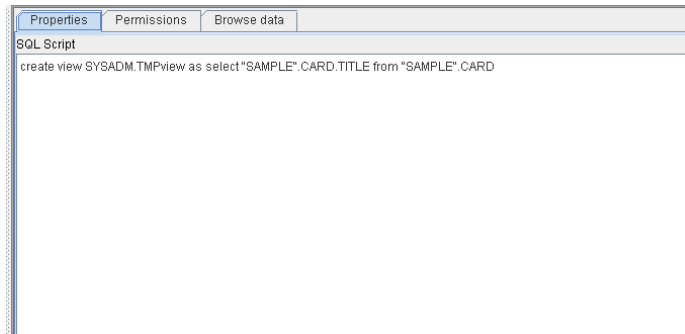 Properties Permissions Browse data
SQL Script
create view SYSADM.TMPview as select "SAMPLE".CARD.TITLE from "SAMPLE".CARD